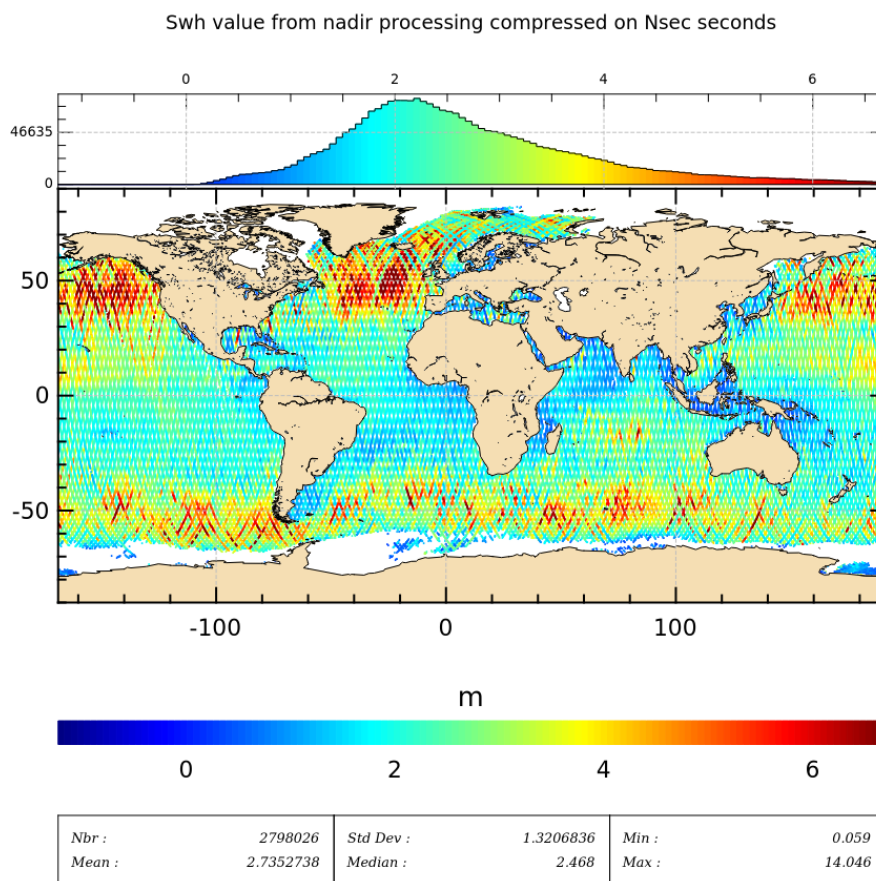 Swh value from nadir processing compressed on Nsec seconds
0 2 4 6
46635
0
50
0
-50
-100 0 100
m
0 2 4 6
Nbr : 2798026 Std Dev : 1.3206836 Min : 0.059
Mean : 2.7352738 Median : 2.468 Max : 14.046